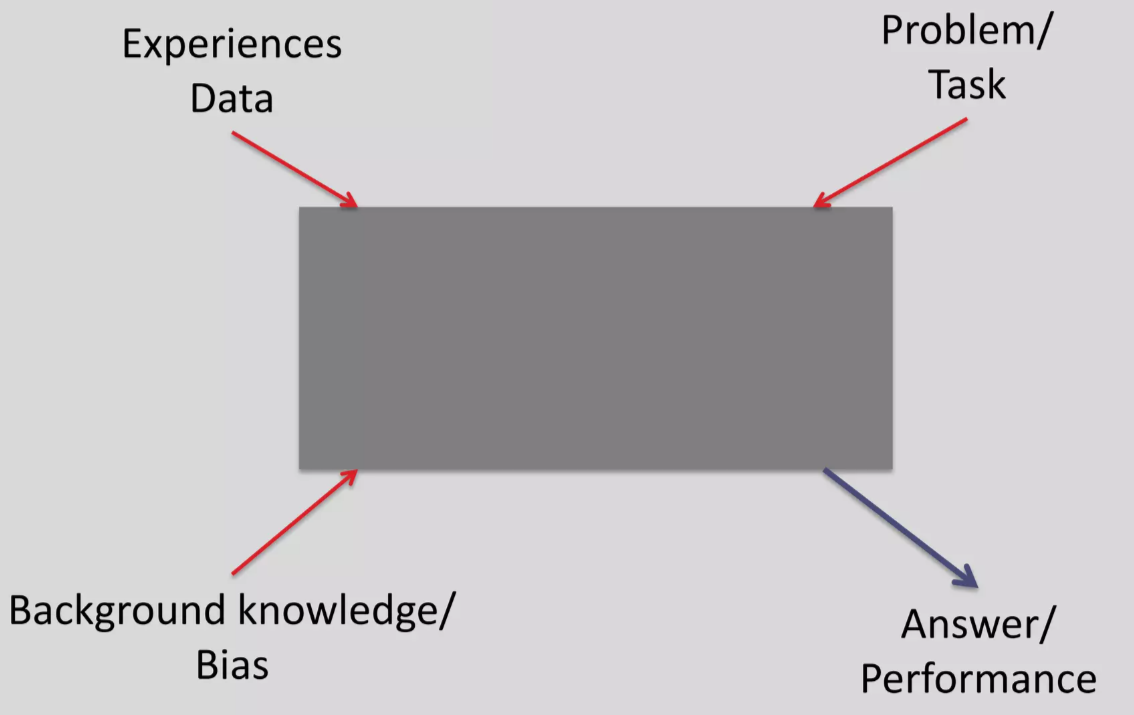 Experiences
Data
Problem/
Task
Background knowledge/
Bias
Answer/
Performance